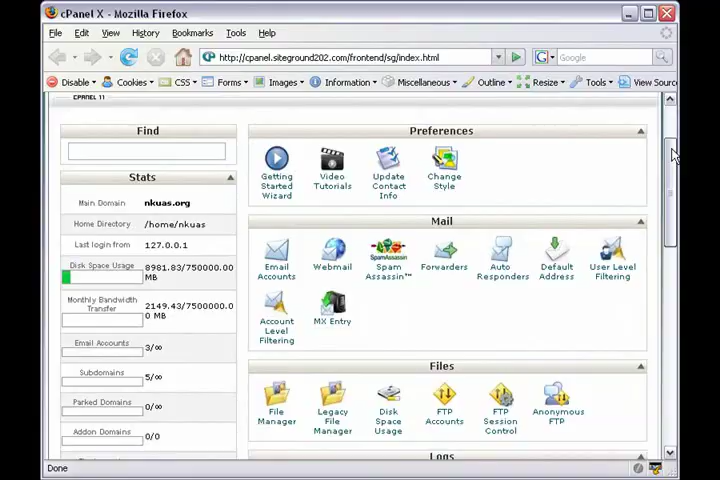 cPanel X - Mozilla Firefox
File Edit View History Bookmarks Tools Help
http://cpanel.siteground202.com/frontend/sg/index.html
Google
Disable Cookies CSS Forms Images Information Miscellaneous Outline Resize Tools View Sourc
CPANEL 11
Find
Stats
Main Domain nkuas.org
Home Directory /home/nkuas
Last login from 127.0.0.1
Disk Space Usage 8981.83/750000.00
MB
Monthly Bandwidth 2149.43/7500000.0
Transfer 0 MB
Email Accounts 3/∞
Subdomains 5/∞
Parked Domains 0/∞
Addon Domains 0/0
Preferences
Getting Video Update Change
Started Tutorials Contact Style
Wizard Info
Mail
Email Webmail Spam Forwarders Auto Default User Level
Accounts Assassin™ Responders Address Filtering
Account MX Entry
Level
Filtering
Files
File Legacy Disk FTP FTP Anonymous
Manager File Space Accounts Session FTP
Manager Usage Control
Logs
Done